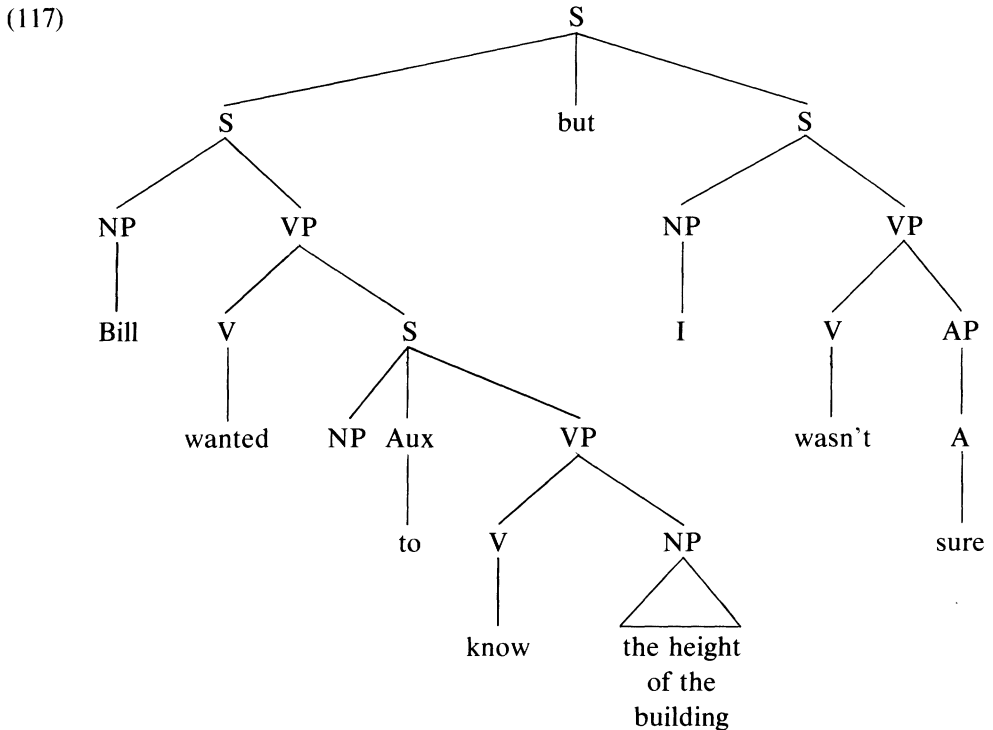 (117) S
S but S
NP VP NP VP
Bill V S I V AP
wanted NP Aux VP wasn't A
to V NP sure
know the height
of the
building